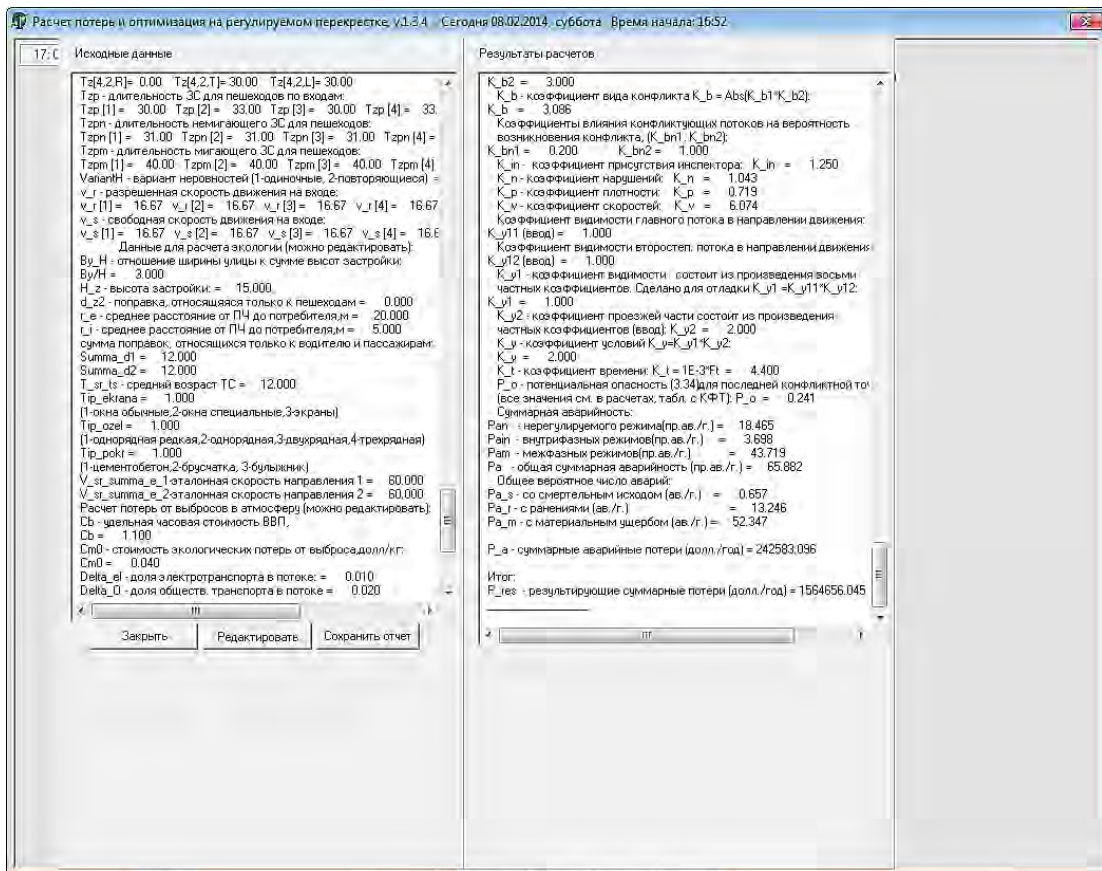 Расчет потерь и оптимизация на регулируемом перекрестке, v.1.3.4 Сегодня 08.02.2014, суббота Время начала: 16:52
17: С
Исходные данные
Tz[4,2,R]= 0.00 Tz[4,2,T]= 30.00 Tz[4,2,L]= 30.00
Tzp - длительность ЗС для пешеходов по входам:
Tzp [1] = 30.00 Tzp [2] = 33.00 Tzp [3] = 30.00 Tzp [4] = 33.
Tzpn - длительность немигающего ЗС для пешеходов:
Tzpn [1] = 31.00 Tzpn [2] = 31.00 Tzpn [3] = 31.00 Tzpn [4] =
Tzpm - длительность мигающего ЗС для пешеходов:
Tzpm [1] = 40.00 Tzpm [2] = 40.00 Tzpm [3] = 40.00 Tzpm [4]
VariantH - вариант неровностей (1-одиночные, 2-повторяющиеся) =
v_r - разрешенная скорость движения на входе:
v_r [1] = 16.67 v_r [2] = 16.67 v_r [3] = 16.67 v_r [4] = 16.67
v_s - свободная скорость движения на входе:
v_s [1] = 16.67 v_s [2] = 16.67 v_s [3] = 16.67 v_s [4] = 16.6
Данные для расчета экологии (можно редактировать):
By_H - отношение ширины улицы к сумме высот застройки:
By/H = 3.000
H_z - высота застройки: = 15.000
d_z2 - поправка, относящаяся только к пешеходам = 0.000
r_e - среднее расстояние от ПЧ до потребителя,м = 20.000
r_i - среднее расстояние от ПЧ до потребителя,м = 5.000
сумма поправок, относящихся только к водителю и пассажирам:
Summa_d1 = 12.000
Summa_d2 = 12.000
T_sr_ts - средний возраст ТС = 12.000
Tip_ekrana = 1.000
(1-окна обычные,2-окна специальные,3-экраны)
Tip_ozel = 1.000
(1-однорядная редкая,2-однорядная,3-двухрядная,4-трехрядная)
Tip_pokr = 1.000
(1-цементобетон,2-брусчатка, 3-булыжник)
V_sr_summa_e_1-эталонная скорость направления 1 = 60.000
V_sr_summa_e_2-эталонная скорость направления 2 = 60.000
Расчет потерь от выбросов в атмосферу (можно редактировать):
Cb - удельная часовая стоимость ВВП,
Cb = 1.100
Cm0 - стоимость экологических потерь от выброса,долл/кг:
Cm0 = 0.040
Delta_el - доля электротранспорта в потоке: = 0.010
Delta_O - доля обществ. транспорта в потоке = 0.020
Закрыть
Редактировать
Сохранить отчет
Результаты расчетов
K_b2 = 3.000
K_b - коэффициент вида конфликта K_b = Abs(K_b1*K_b2):
K_b = 3.086
Коэффициенты влияния конфликтующих потоков на вероятность
возникновения конфликта, (K_bn1, K_bn2):
K_bn1 = 0.200 K_bn2 = 1.000
K_in - коэффициент присутствия инспектора: K_in = 1.250
K_n - коэффициент нарушений: K_n = 1.043
K_p - коэффициент плотности: K_p = 0.719
K_v - коэффициент скоростей: K_v = 6.074
Коэффициент видимости главного потока в направлении движения:
K_y11 (ввод) = 1.000
Коэффициент видимости второстеп. потока в направлении движения
K_y12 (ввод) = 1.000
K_y1 - коэффициент видимости состоит из произведения восьми
частных коэффициентов. Сделано для отладки K_y1 =K_y11*K_y12:
K_y1 = 1.000
K_y2 - коэффициент проезжей части состоит из произведения
частных коэффициентов (ввод): K_y2 = 2.000
K_y - коэффициент условий K_y=K_y1*K_y2:
K_y = 2.000
K_t - коэффициент времени: K_t = 1E-3*Ft = 4.400
P_o - потенциальная опасность (3.34)для последней конфликтной точ
(все значения см. в расчетах, табл. с КФТ): P_o = 0.241
Суммарная аварийность:
Pan - нерегулируемого режима(пр.ав./г.) = 18.465
Pain - внутрифазных режимов(пр.ав./г.) = 3.698
Pam - межфазных режимов(пр.ав./г.) = 43.719
Pa - общая суммарная аварийность (пр.ав./г.) = 65.882
Общее вероятное число аварий:
Pa_s - со смертельным исходом (ав./г.) = 0.657
Pa_r - с ранениями (ав./г.) = 13.246
Pa_m - с материальным ущербом (ав./г.) = 52.347
P_a - суммарные аварийные потери (долл./год) = 242583.096
Итог:
P_res - результирующие суммарные потери (долл./год) = 1564656.045